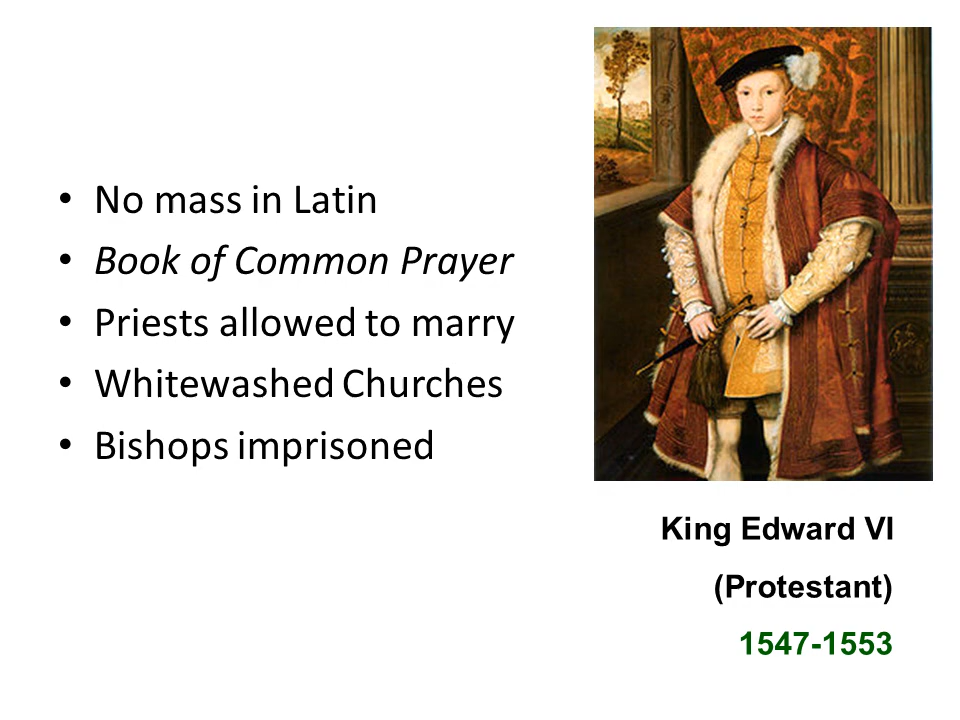 • No mass in Latin
• Book of Common Prayer
• Priests allowed to marry
• Whitewashed Churches
• Bishops imprisoned
King Edward VI
(Protestant)
1547-1553